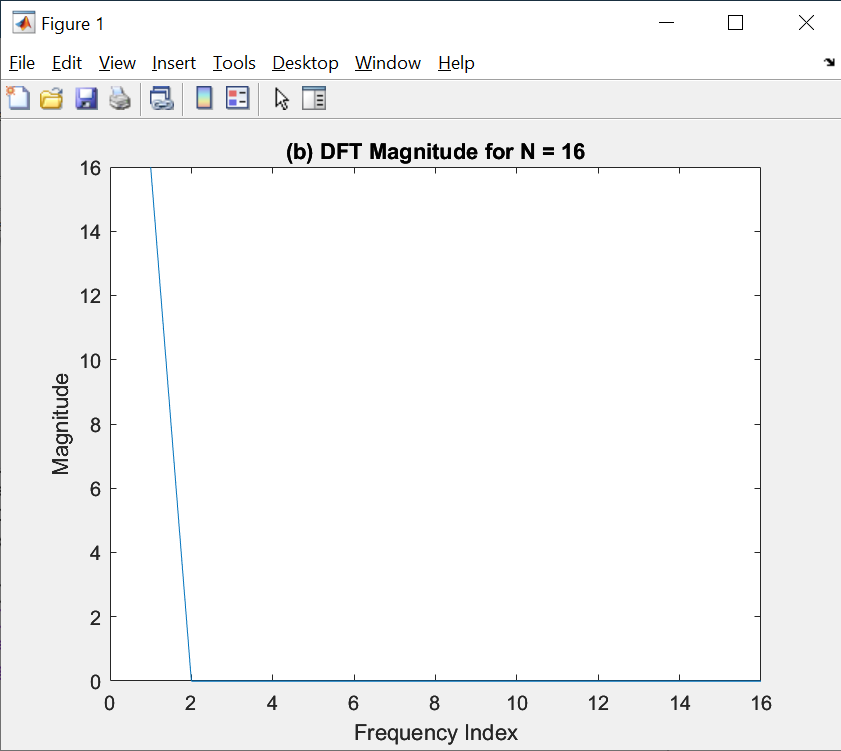 Figure 1
File Edit View Insert Tools Desktop Window Help
(b) DFT Magnitude for N = 16
16
14
12
10
8
6
4
2
0
Magnitude
0 2 4 6 8 10 12 14 16
Frequency Index